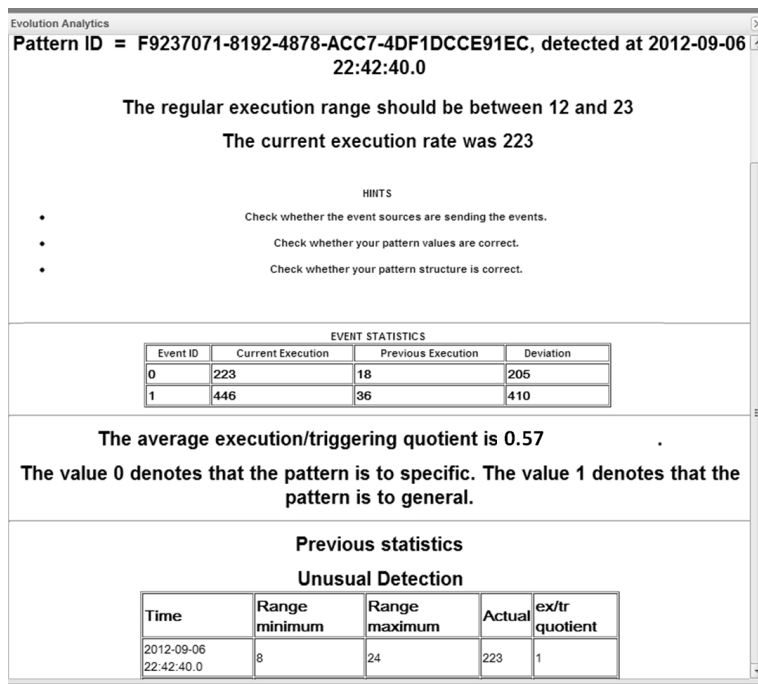 Evolution Analytics
Pattern ID = F9237071-8192-4878-ACC7-4DF1DCCE91EC, detected at 2012-09-06
22:42:40.0
The regular execution range should be between 12 and 23
The current execution rate was 223
HINTS
• Check whether the event sources are sending the events.
• Check whether your pattern values are correct.
• Check whether your pattern structure is correct.
EVENT STATISTICS
Event ID Current Execution Previous Execution Deviation
0 223 18 205
1 446 36 410
The average execution/triggering quotient is 0.57 .
The value 0 denotes that the pattern is to specific. The value 1 denotes that the
pattern is to general.
Previous statistics
Unusual Detection
Time Range minimum Range maximum Actual ex/tr quotient
2012-09-06 22:42:40.0 8 24 223 1